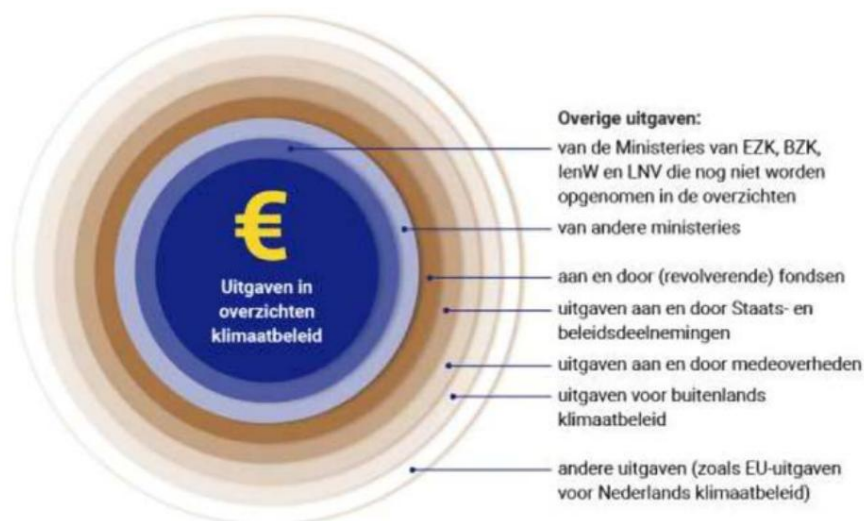 €
Uitgaven in
overzichten
klimaatbeleid
Overige uitgaven:
van de Ministeries van EZK, BZK,
IenW en LNV die nog niet worden
opgenomen in de overzichten
van andere ministeries
aan en door (revolverende) fondsen
uitgaven aan en door Staats- en
beleidsdeelnemingen
uitgaven aan en door medeoverheden
uitgaven voor buitenlands
klimaatbeleid
andere uitgaven (zoals EU-uitgaven
voor Nederlands klimaatbeleid)